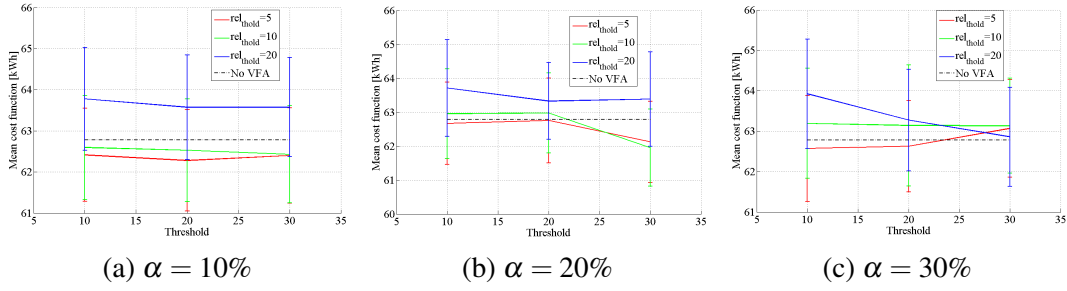 66
65
64
63
62
61
5
10
15
20
25
30
35
Mean cost function [kWh]
Threshold
rel_thold=5
rel_thold=10
rel_thold=20
No VFA
(a) α = 10%
66
65
64
63
62
61
60
5
10
15
20
25
30
35
Mean cost function [kWh]
Threshold
rel_thold=5
rel_thold=10
rel_thold=20
No VFA
(b) α = 20%
66
65
64
63
62
61
5
10
15
20
25
30
35
Mean cost function [kWh]
Threshold
rel_thold=5
rel_thold=10
rel_thold=20
No VFA
(c) α = 30%